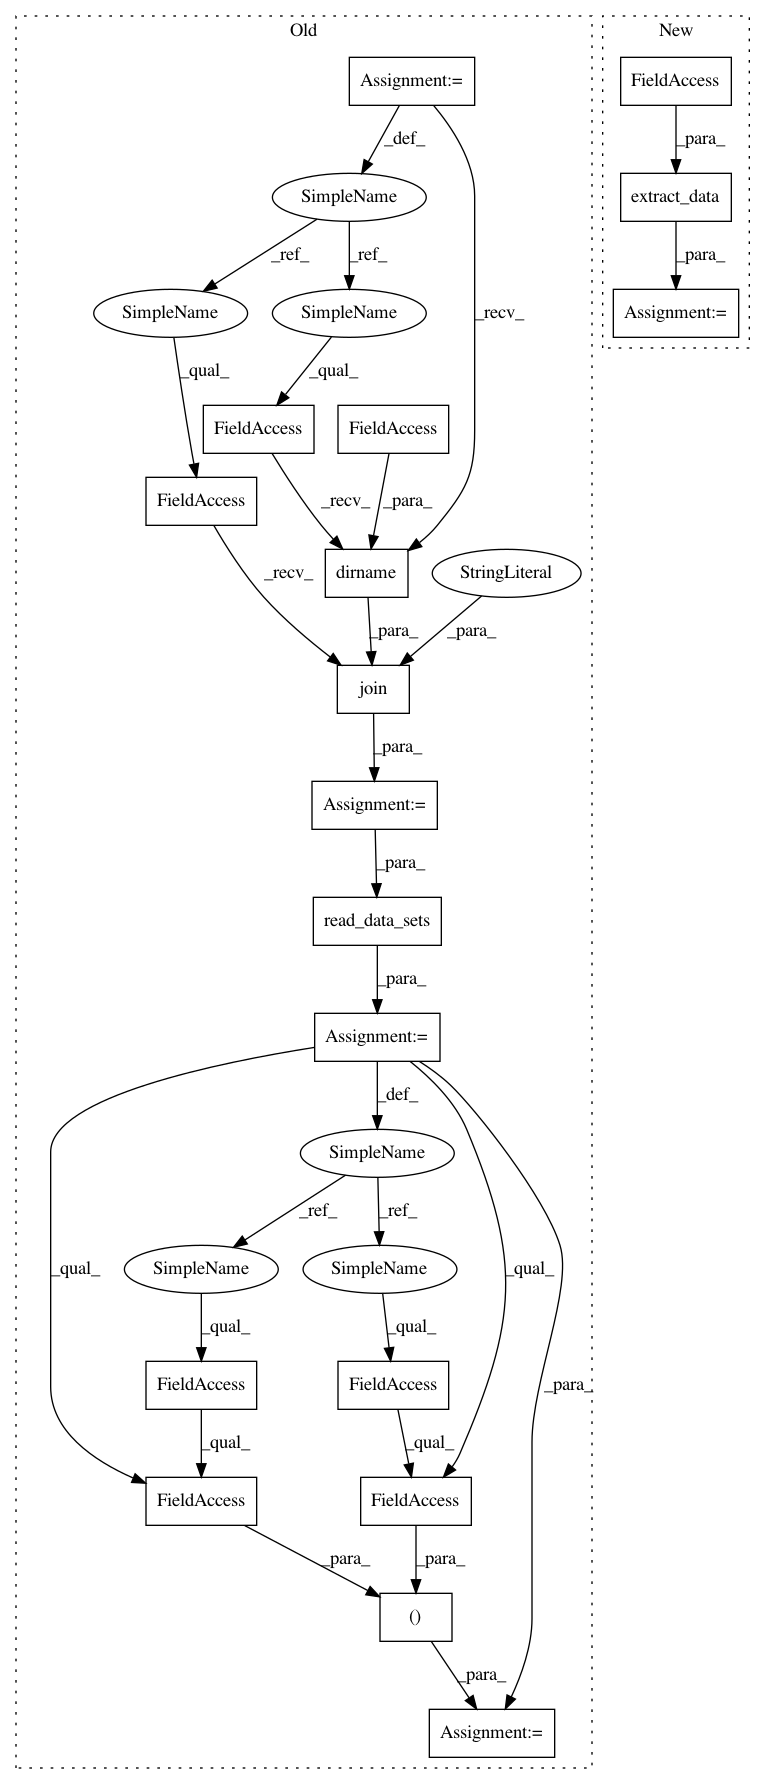 Old
New
Assignment:=
FieldAccess
_def_
_para_
SimpleName
extract_data
_ref_
_ref_
_para_
SimpleName
SimpleName
_recv_
Assignment:=
_qual_
_qual_
FieldAccess
FieldAccess
FieldAccess
_recv_
_para_
_recv_
dirname
StringLiteral
_para_
_para_
join
_para_
Assignment:=
_para_
read_data_sets
_para_
Assignment:=
_def_
SimpleName
_ref_
_ref_
_qual_
SimpleName
SimpleName
_qual_
_qual_
_qual_
FieldAccess
FieldAccess
_para_
_qual_
_qual_
FieldAccess
FieldAccess
_para_
_para_
()
_para_
Assignment:=